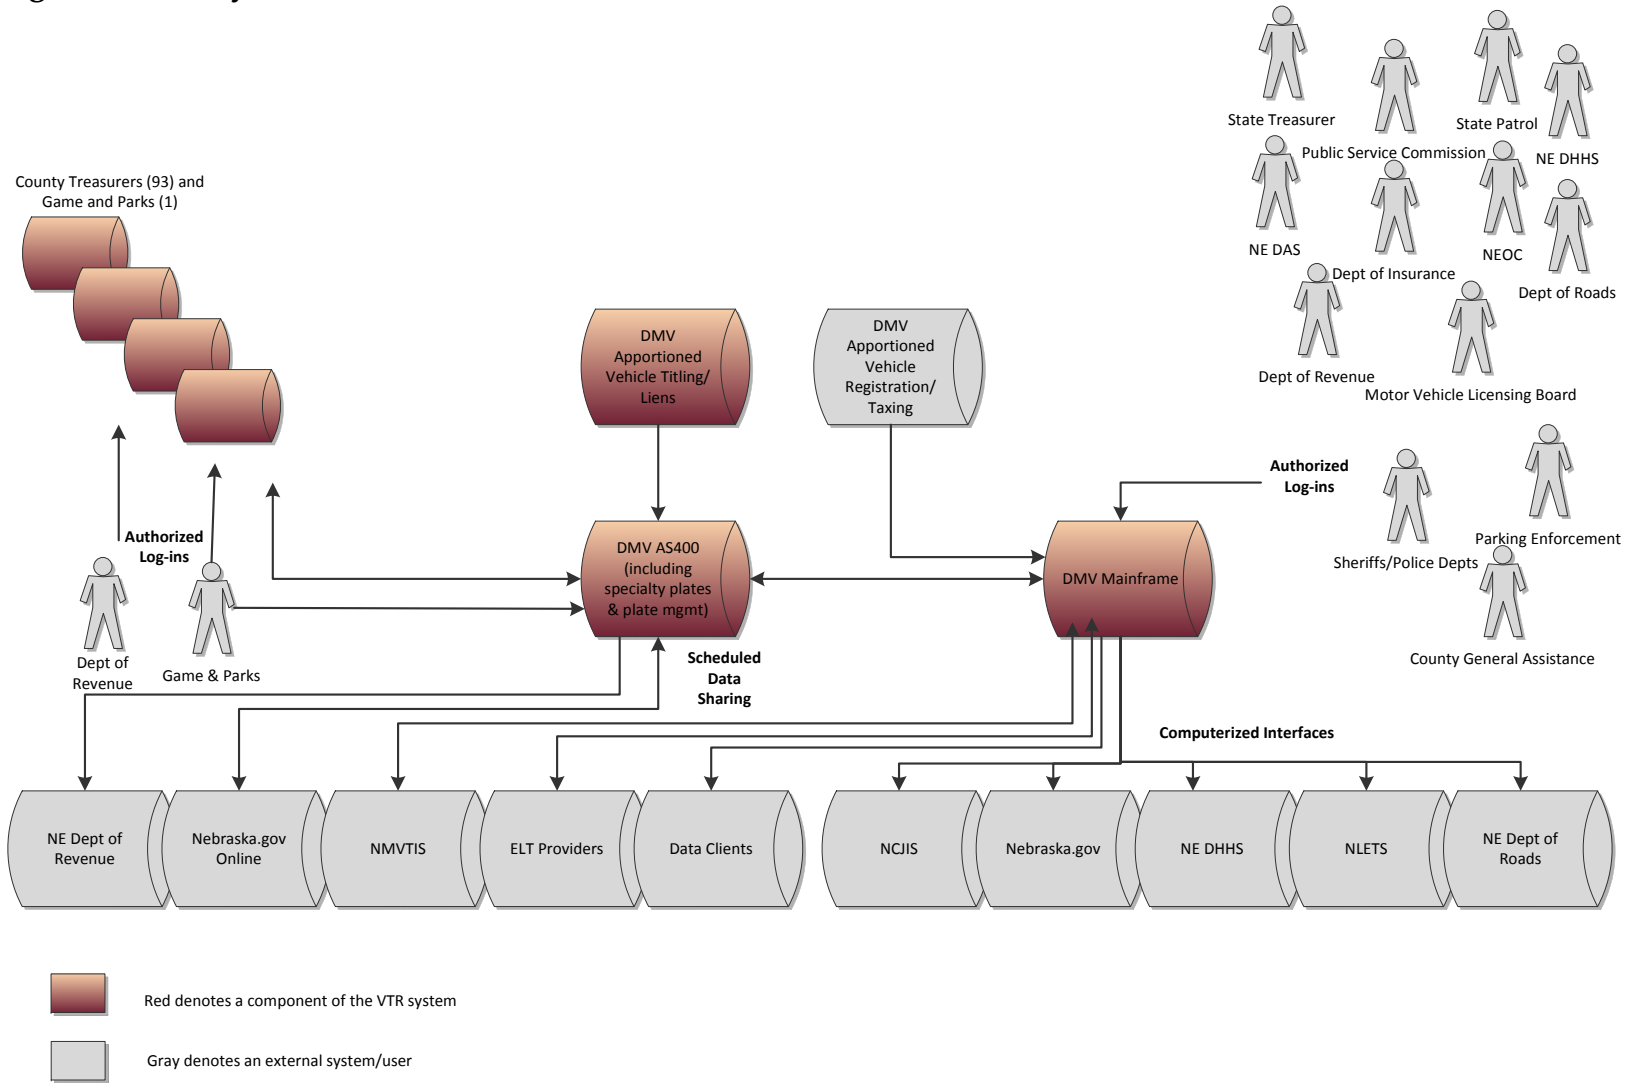 State Treasurer
Public Service Commission
State Patrol
NE DHHS
NE DAS
Dept of Insurance
NEOC
Dept of Roads
Dept of Revenue
Motor Vehicle Licensing Board
County Treasurers (93) and
Game and Parks (1)
DMV
Apportioned
Vehicle Titling/
Liens
DMV
Apportioned
Vehicle
Registration/
Taxing
Authorized
Log-ins
Parking Enforcement
Sheriffs/Police Depts
County General Assistance
Authorized
Log-ins
DMV AS400
(including
specialty plates
& plate mgmt)
DMV Mainframe
Dept of
Revenue
Game & Parks
Scheduled
Data
Sharing
Computerized Interfaces
NE Dept of
Revenue
Nebraska.gov
Online
NMVTIS
ELT Providers
Data Clients
NCJIS
Nebraska.gov
NE DHHS
NLETS
NE Dept of
Roads
Red denotes a component of the VTR system
Gray denotes an external system/user